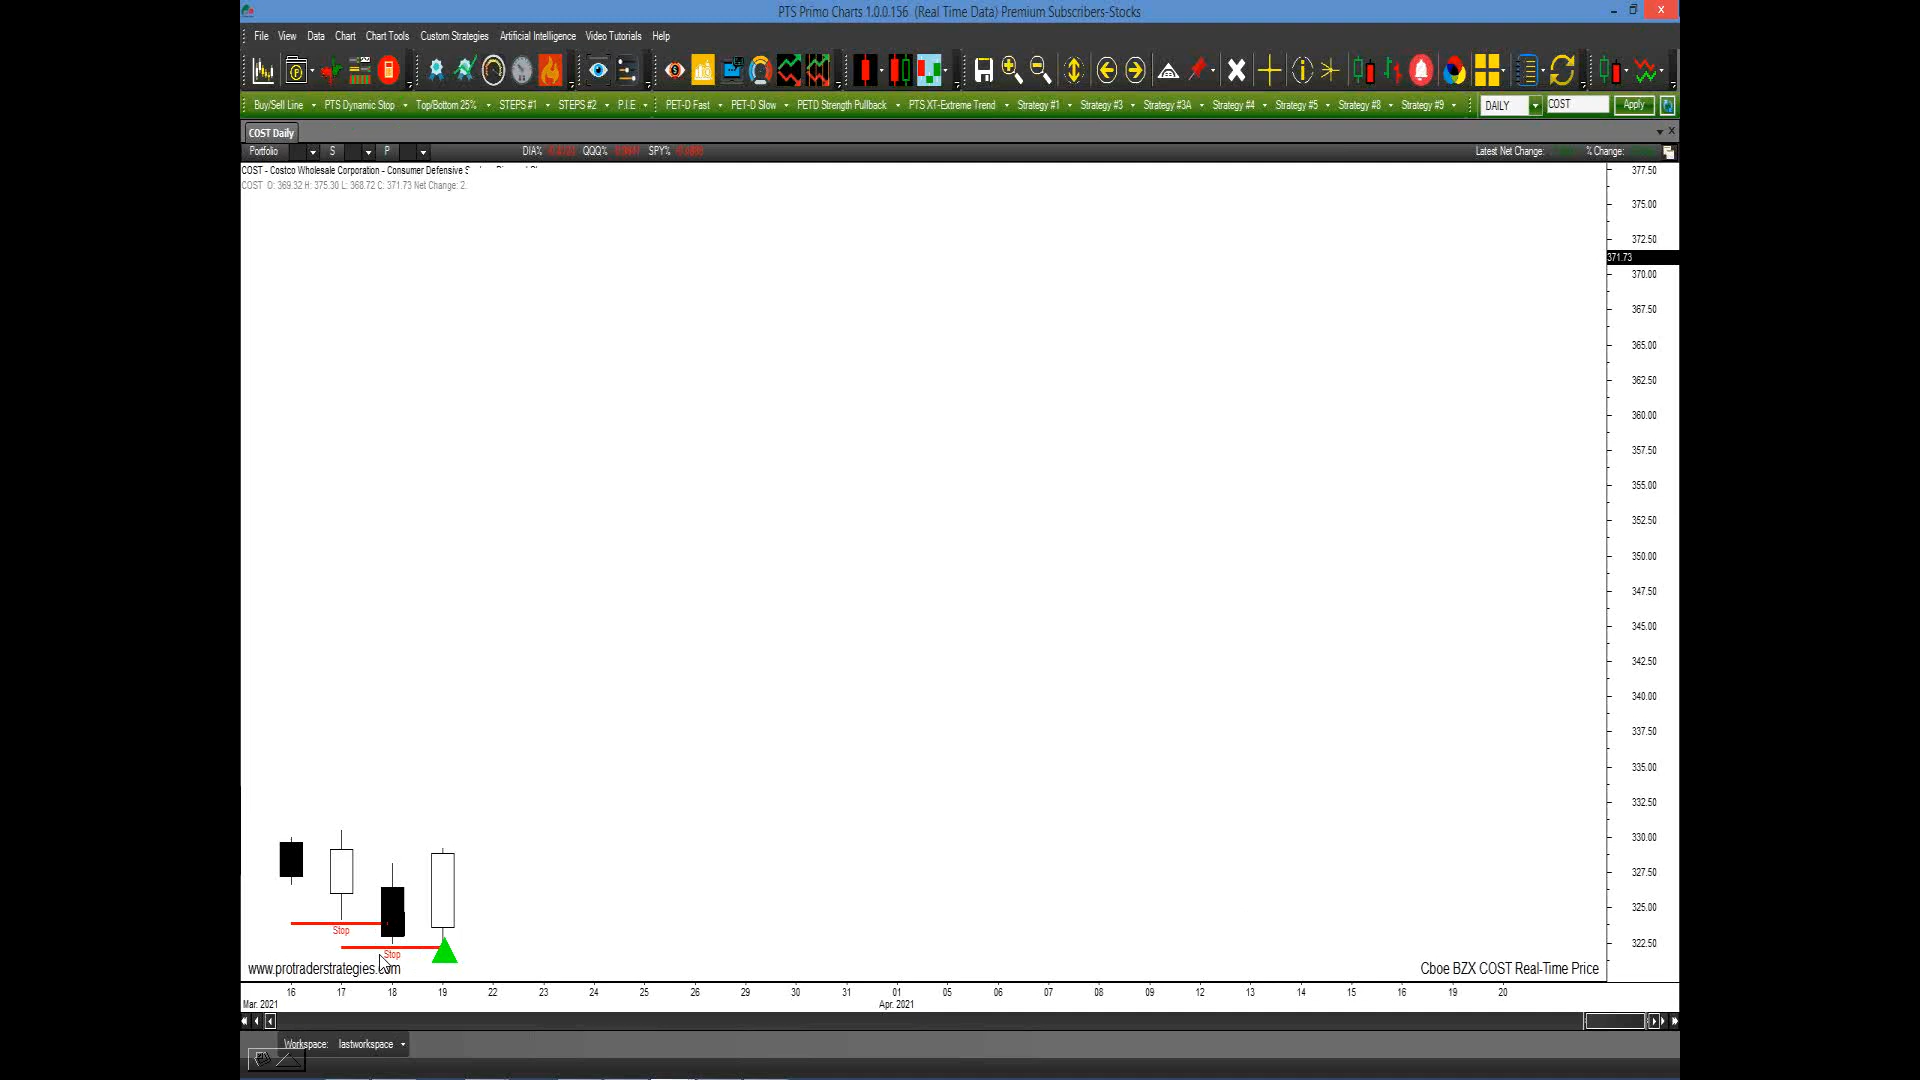 PTS Primo Charts 1.0.0.156 (Real Time Data) Premium Subscribers-Stocks
File View Data Chart Chart Tools Custom Strategies Artificial Intelligence Video Tutorials Help
Buy/Sell Line PTS Dynamic Stop Top/Bottom 25% STEPS #1 STEPS #2 P.I.E PET-D Fast PET-D Slow PETD Strength Pullback PTS XT-Extreme Trend Strategy #1 Strategy #3 Strategy #3A Strategy #4 Strategy #5 Strategy #8 Strategy #9 DAILY COST Apply
COST Daily
Portfolio S P DIA% QQQ% SPY% Latest Net Change: % Change:
COST - Costco Wholesale Corporation - Consumer Defensive
COST O: 369.32 H: 375.30 L: 368.72 C: 371.73 Net Change: 2.
377.50
375.00
372.50
371.73
370.00
367.50
365.00
362.50
360.00
357.50
355.00
352.50
350.00
347.50
345.00
342.50
340.00
337.50
335.00
332.50
330.00
327.50
325.00
322.50
Stop
Stop
www.protraderstrategies.com
Cboe BZX COST Real-Time Price
16 17 18 19 22 23 24 25 26 29 30 31 01 05 06 07 08 09 12 13 14 15 16 19 20
Mar. 2021 Apr. 2021
Workspace: lastworkspace